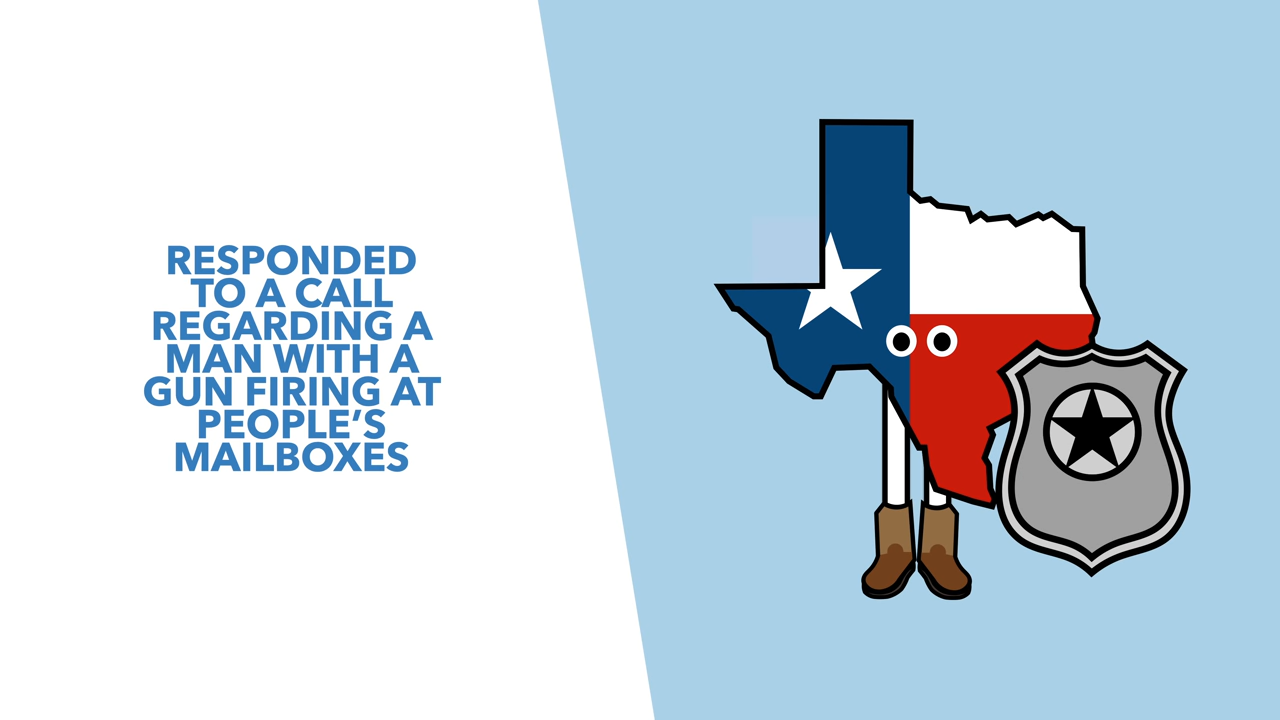 RESPONDED
TO A CALL
REGARDING A
MAN WITH A
GUN FIRING AT
PEOPLE’S
MAILBOXES